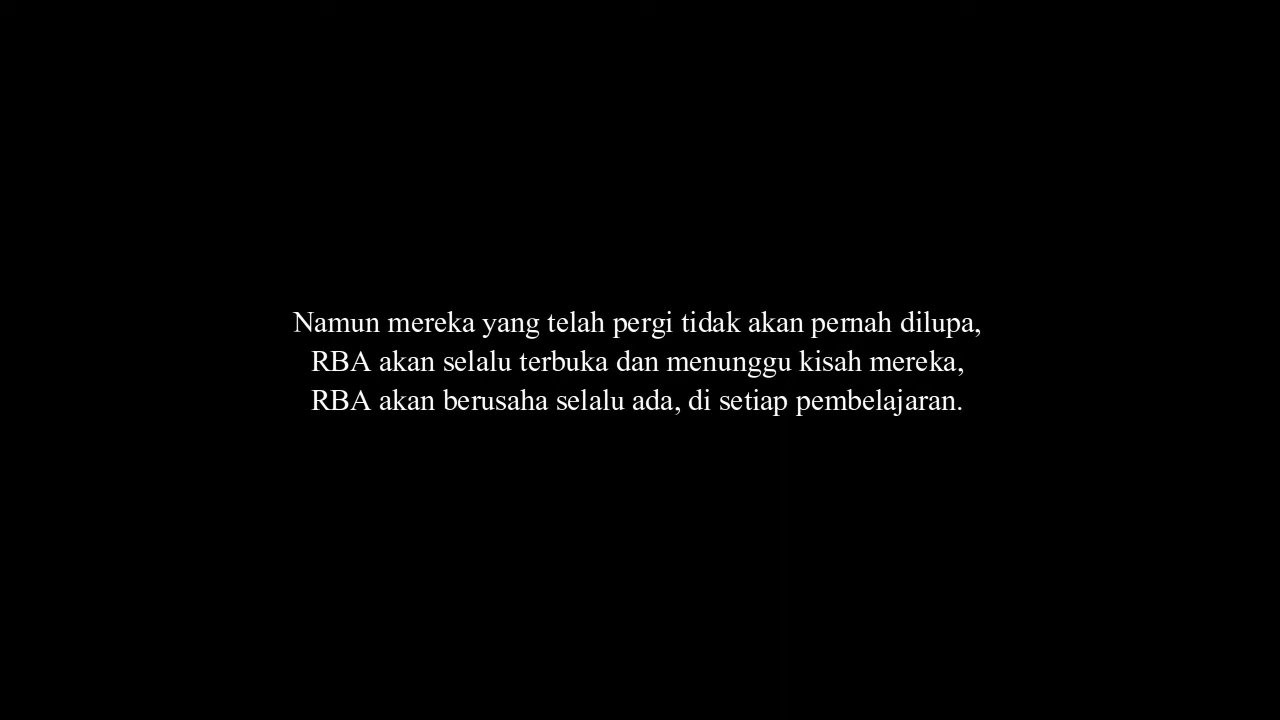 Namun mereka yang telah pergi tidak akan pernah dilupa,
RBA akan selalu terbuka dan menunggu kisah mereka,
RBA akan berusaha selalu ada, di setiap pembelajaran.